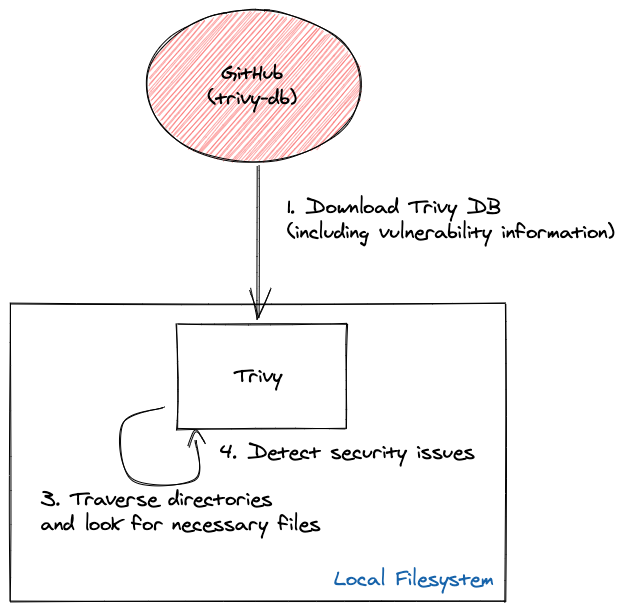 GitHub
(trivy-db)
1. Download Trivy DB
(including vulnerability information)
Trivy
4. Detect security issues
3. Traverse directories
and look for necessary files
Local Filesystem